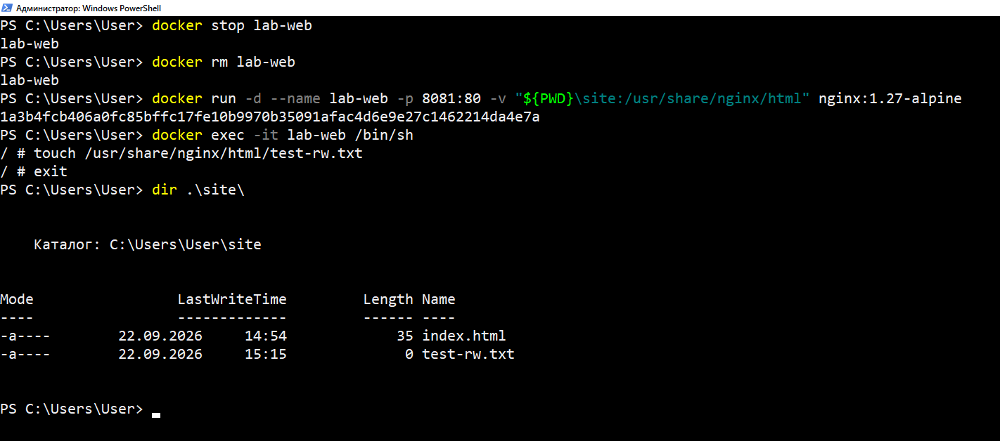 Администратор: Windows PowerShell
PS C:\Users\User> docker stop lab-web
lab-web
PS C:\Users\User> docker rm lab-web
lab-web
PS C:\Users\User> docker run -d --name lab-web -p 8081:80 -v "${PWD}\site:/usr/share/nginx/html" nginx:1.27-alpine
1a3b4fcb406a0fc85bffc17fe10b9970b35091afac4d6e9e27c1462214da4e7a
PS C:\Users\User> docker exec -it lab-web /bin/sh
/ # touch /usr/share/nginx/html/test-rw.txt
/ # exit
PS C:\Users\User> dir .\site\
Каталог: C:\Users\User\site
Mode LastWriteTime Length Name
---- ------------- ------ ----
-a---- 22.09.2026 14:54 35 index.html
-a---- 22.09.2026 15:15 0 test-rw.txt
PS C:\Users\User>